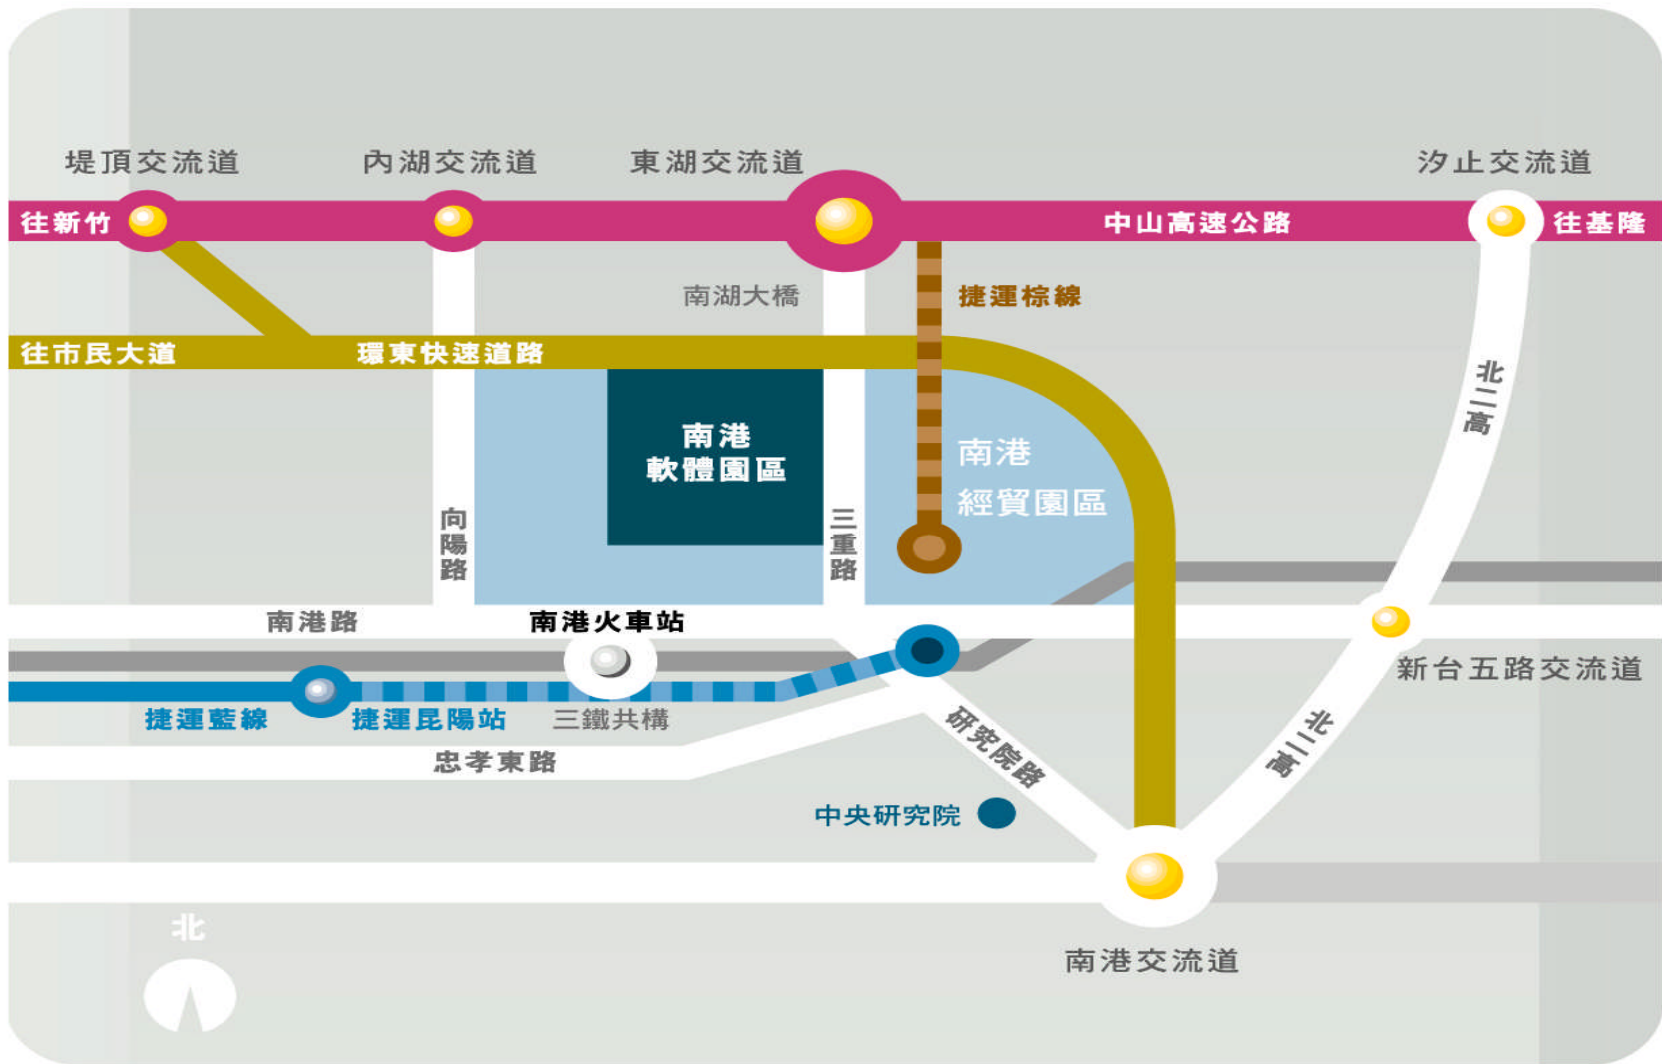 堤頂交流道
內湖交流道
東湖交流道
汐止交流道
往新竹
中山高速公路
往基隆
南湖大橋
捷運棕線
往市民大道
環東快速道路
北二高
南港
軟體園區
南港
經貿園區
向陽路
三重路
南港路
南港火車站
新台五路交流道
捷運藍線
捷運昆陽站
三鐵共構
忠孝東路
研究院路
北二高
中央研究院
北
南港交流道